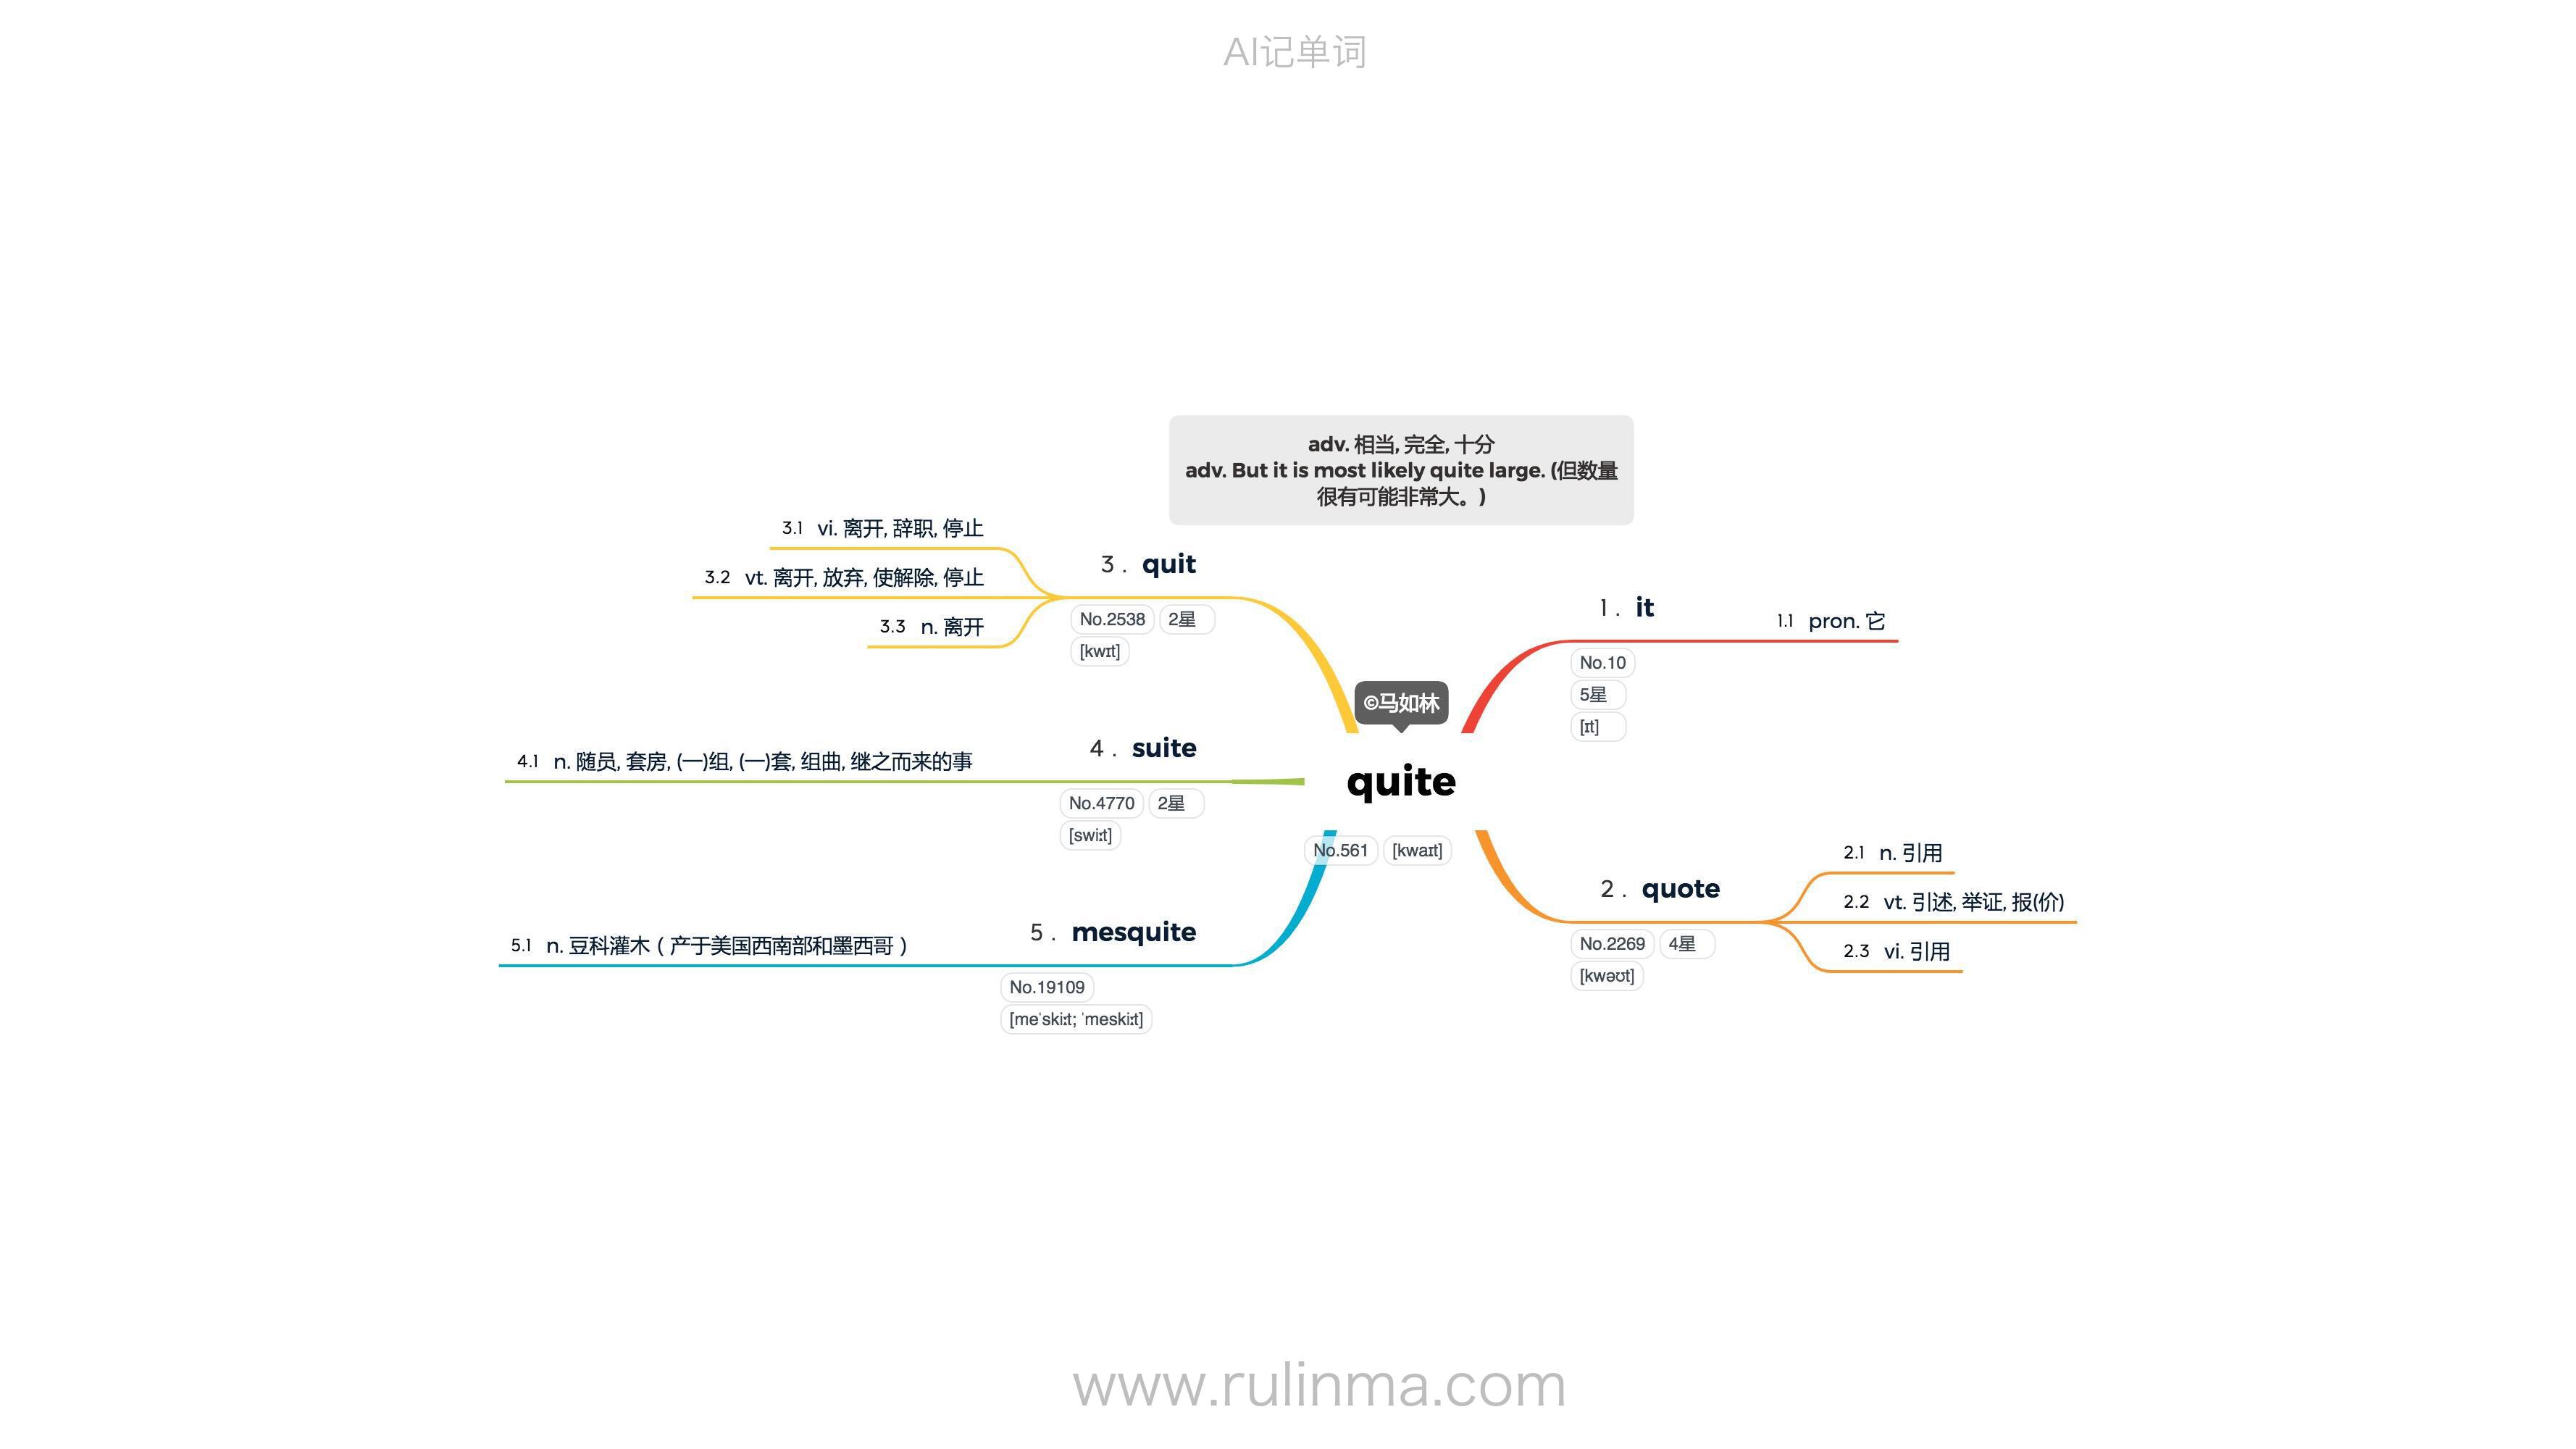 AI记单词
adv. 相当, 完全, 十分
adv. But it is most likely quite large. (但数量
很有可能非常大。)
©马如林
quite
No.561 [kwaɪt]
1 . it
No.10
5星
[ɪt]
1.1 pron. 它
2 . quote
No.2269 4星
[kwəʊt]
2.1 n. 引用
2.2 vt. 引述, 举证, 报(价)
2.3 vi. 引用
3 . quit
No.2538 2星
[kwɪt]
3.1 vi. 离开, 辞职, 停止
3.2 vt. 离开, 放弃, 使解除, 停止
3.3 n. 离开
4 . suite
No.4770 2星
[swiːt]
4.1 n. 随员, 套房, (一)组, (一)套, 组曲, 继之而来的事
5 . mesquite
No.19109
[meˈskiːt; ˈmeskiːt]
5.1 n. 豆科灌木（产于美国西南部和墨西哥）
www.rulinma.com